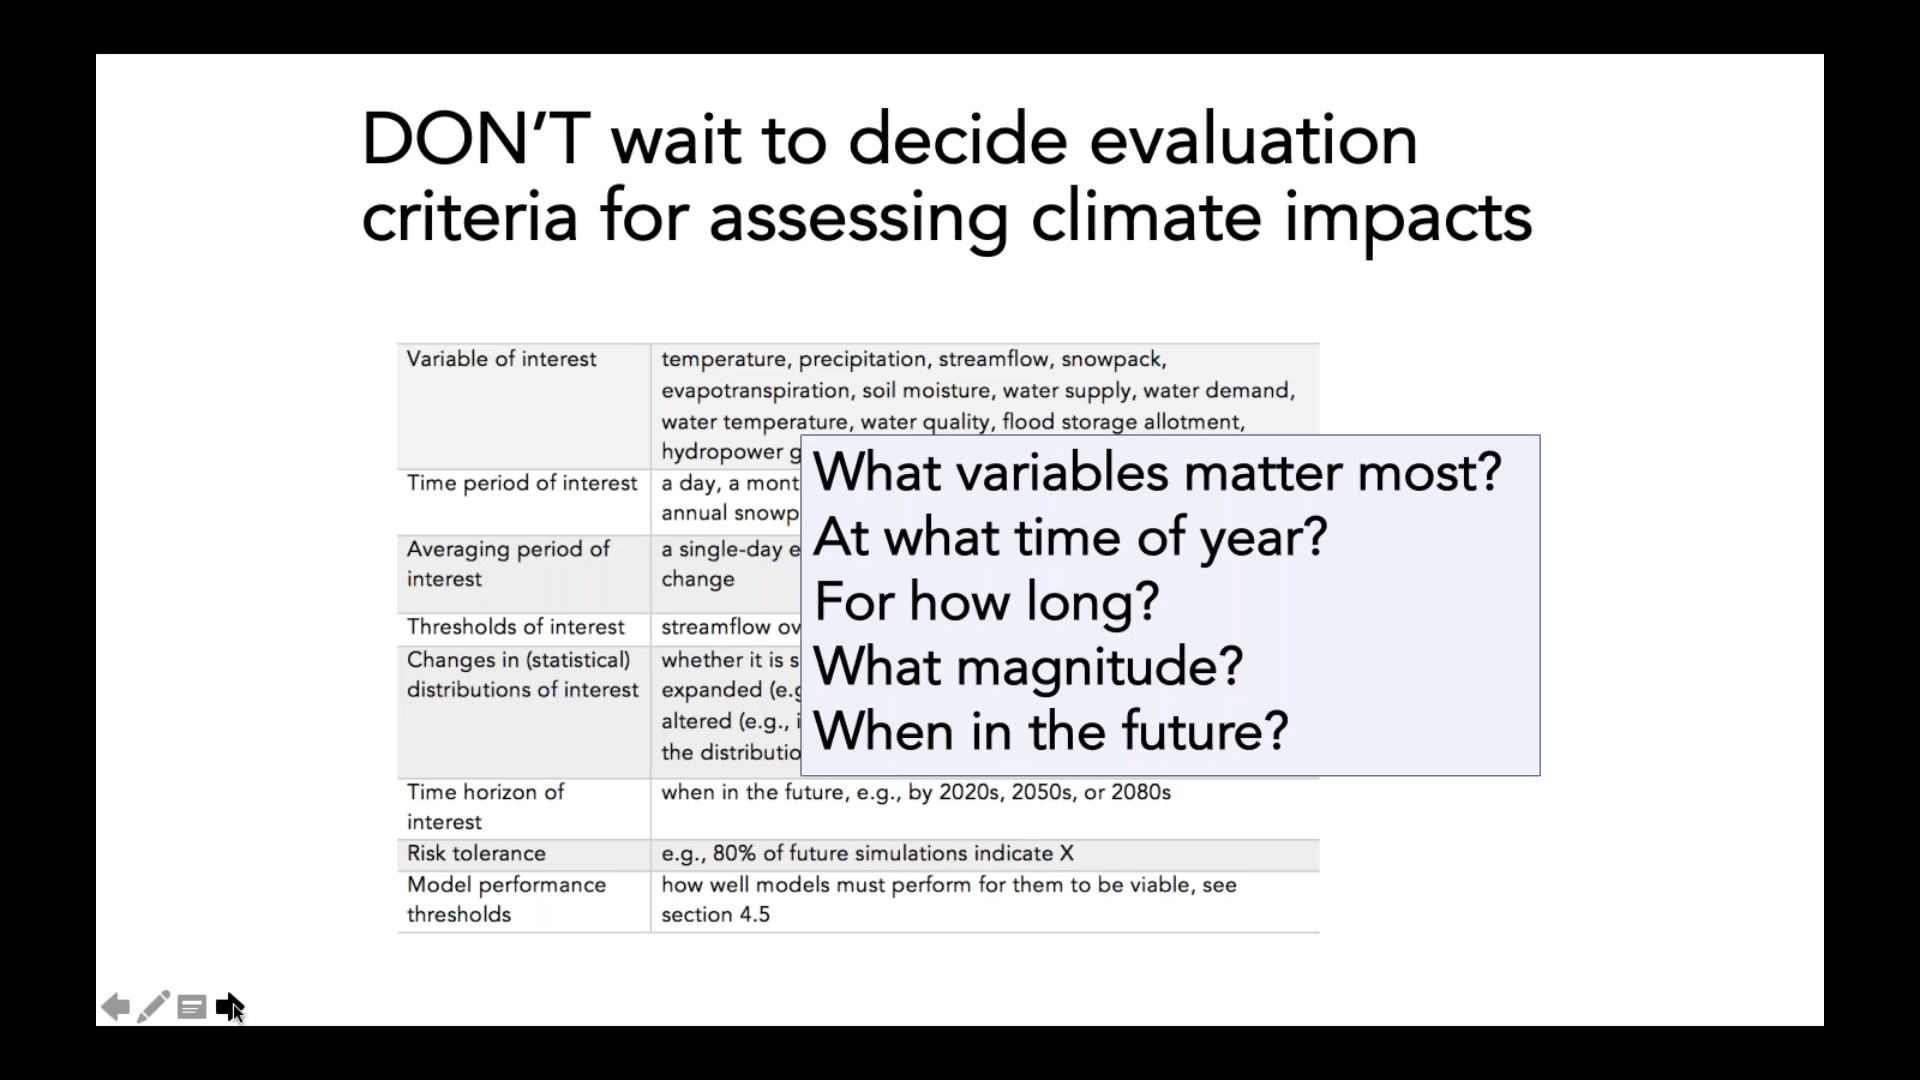 DON’T wait to decide evaluation
criteria for assessing climate impacts
Variable of interest
temperature, precipitation, streamflow, snowpack,
evapotranspiration, soil moisture, water supply, water demand,
water temperature, water quality, flood storage allotment,
hydropower
Time period of interest
a day, a
annual
Averaging period of
interest
a single-day
change
Thresholds of interest
streamflow
Changes in (statistical)
distributions of interest
whether it is
expanded
altered (e.g.,
the
Time horizon of
interest
when in the future, e.g., by 2020s, 2050s, or 2080s
Risk tolerance
e.g., 80% of future simulations indicate X
Model performance
thresholds
how well models must perform for them to be viable, see
section 4.5
What variables matter most?
At what time of year?
For how long?
What magnitude?
When in the future?